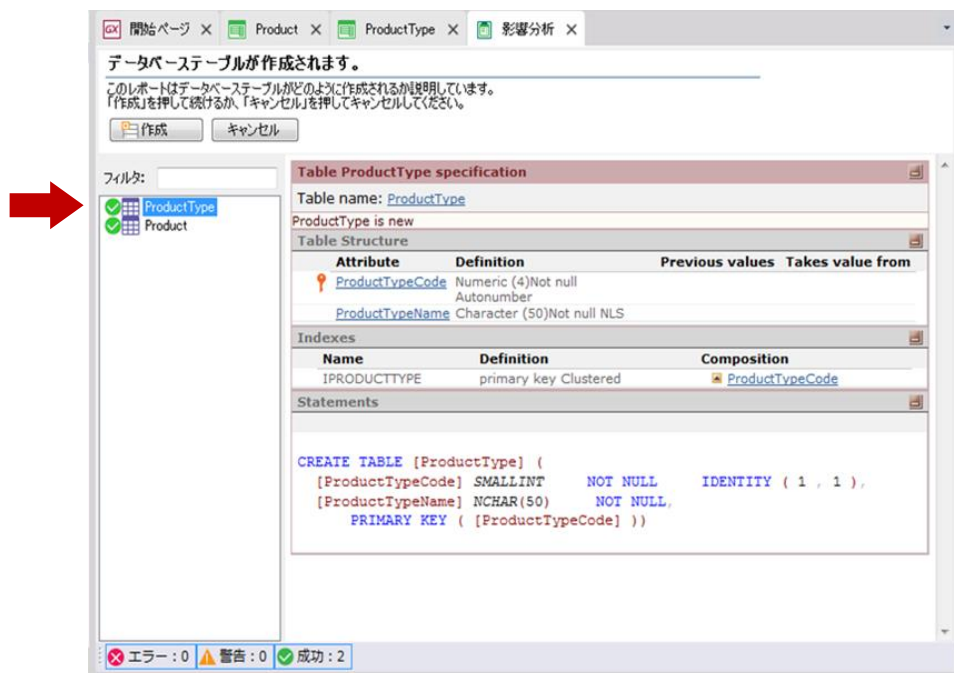 開始ページ × Product × ProductType × 影響分析 ×
データベーステーブルが作成されます。
このレポートはデータベーステーブルがどのように作成されるか説明しています。
「作成」を押して続けるか、「キャンセル」を押してキャンセルしてください。
作成 キャンセル
フィルタ:
ProductType
Product
Table ProductType specification
Table name: ProductType
ProductType is new
Table Structure
Attribute Definition Previous values Takes value from
ProductTypeCode Numeric (4)Not null
Autonumber
ProductTypeName Character (50)Not null NLS
Indexes
Name Definition Composition
IPRODUCTTYPE primary key Clustered ProductTypeCode
Statements
CREATE TABLE [ProductType] (
[ProductTypeCode] SMALLINT NOT NULL IDENTITY ( 1 , 1 ),
[ProductTypeName] NCHAR(50) NOT NULL,
PRIMARY KEY ( [ProductTypeCode] ))
エラー : 0 警告 : 0 成功 : 2